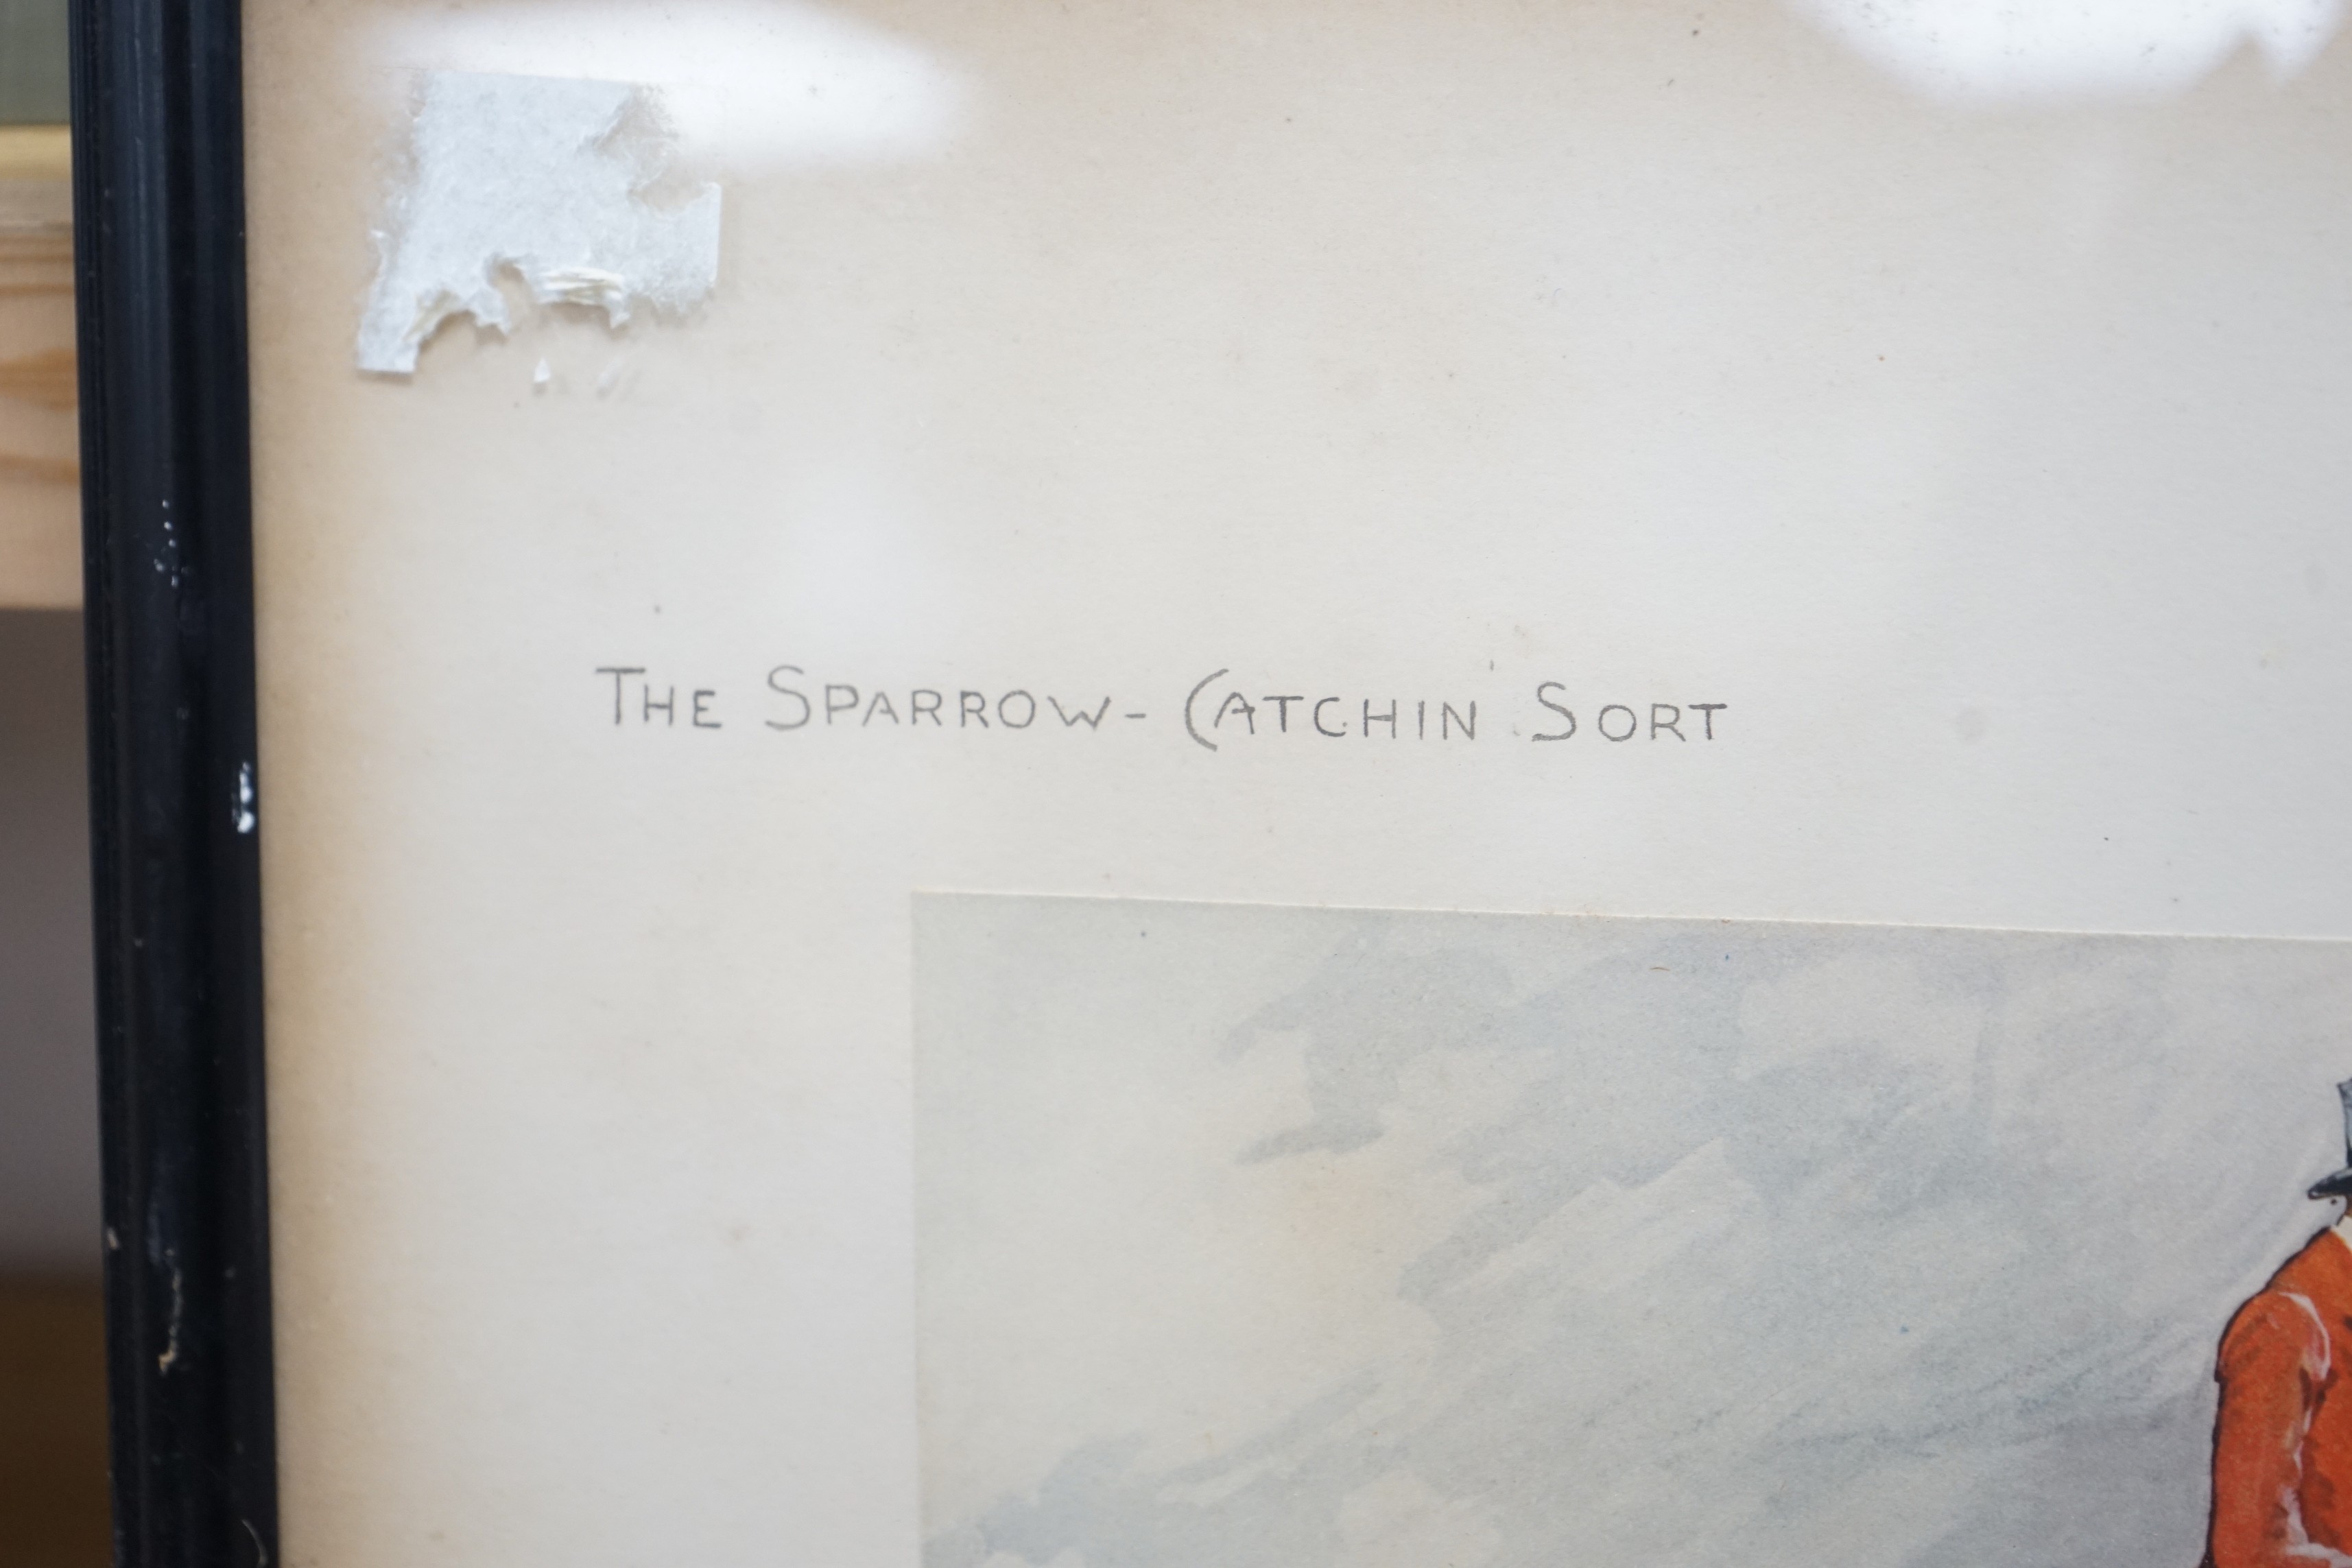 THE SPARROW- CATCHIN' SORT